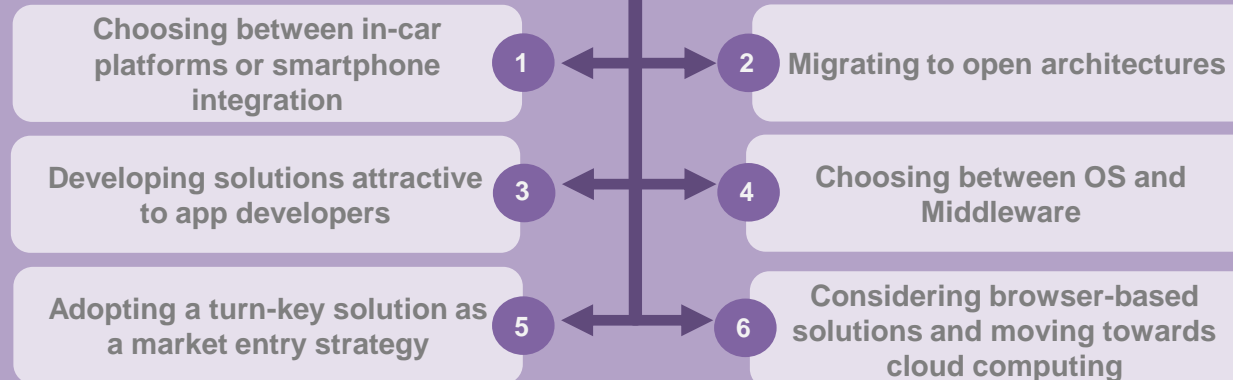 Choosing between in-car
platforms or smartphone
integration
1
2
Migrating to open architectures
Developing solutions attractive
to app developers
3
4
Choosing between OS and
Middleware
Adopting a turn-key solution as
a market entry strategy
5
6
Considering browser-based
solutions and moving towards
cloud computing